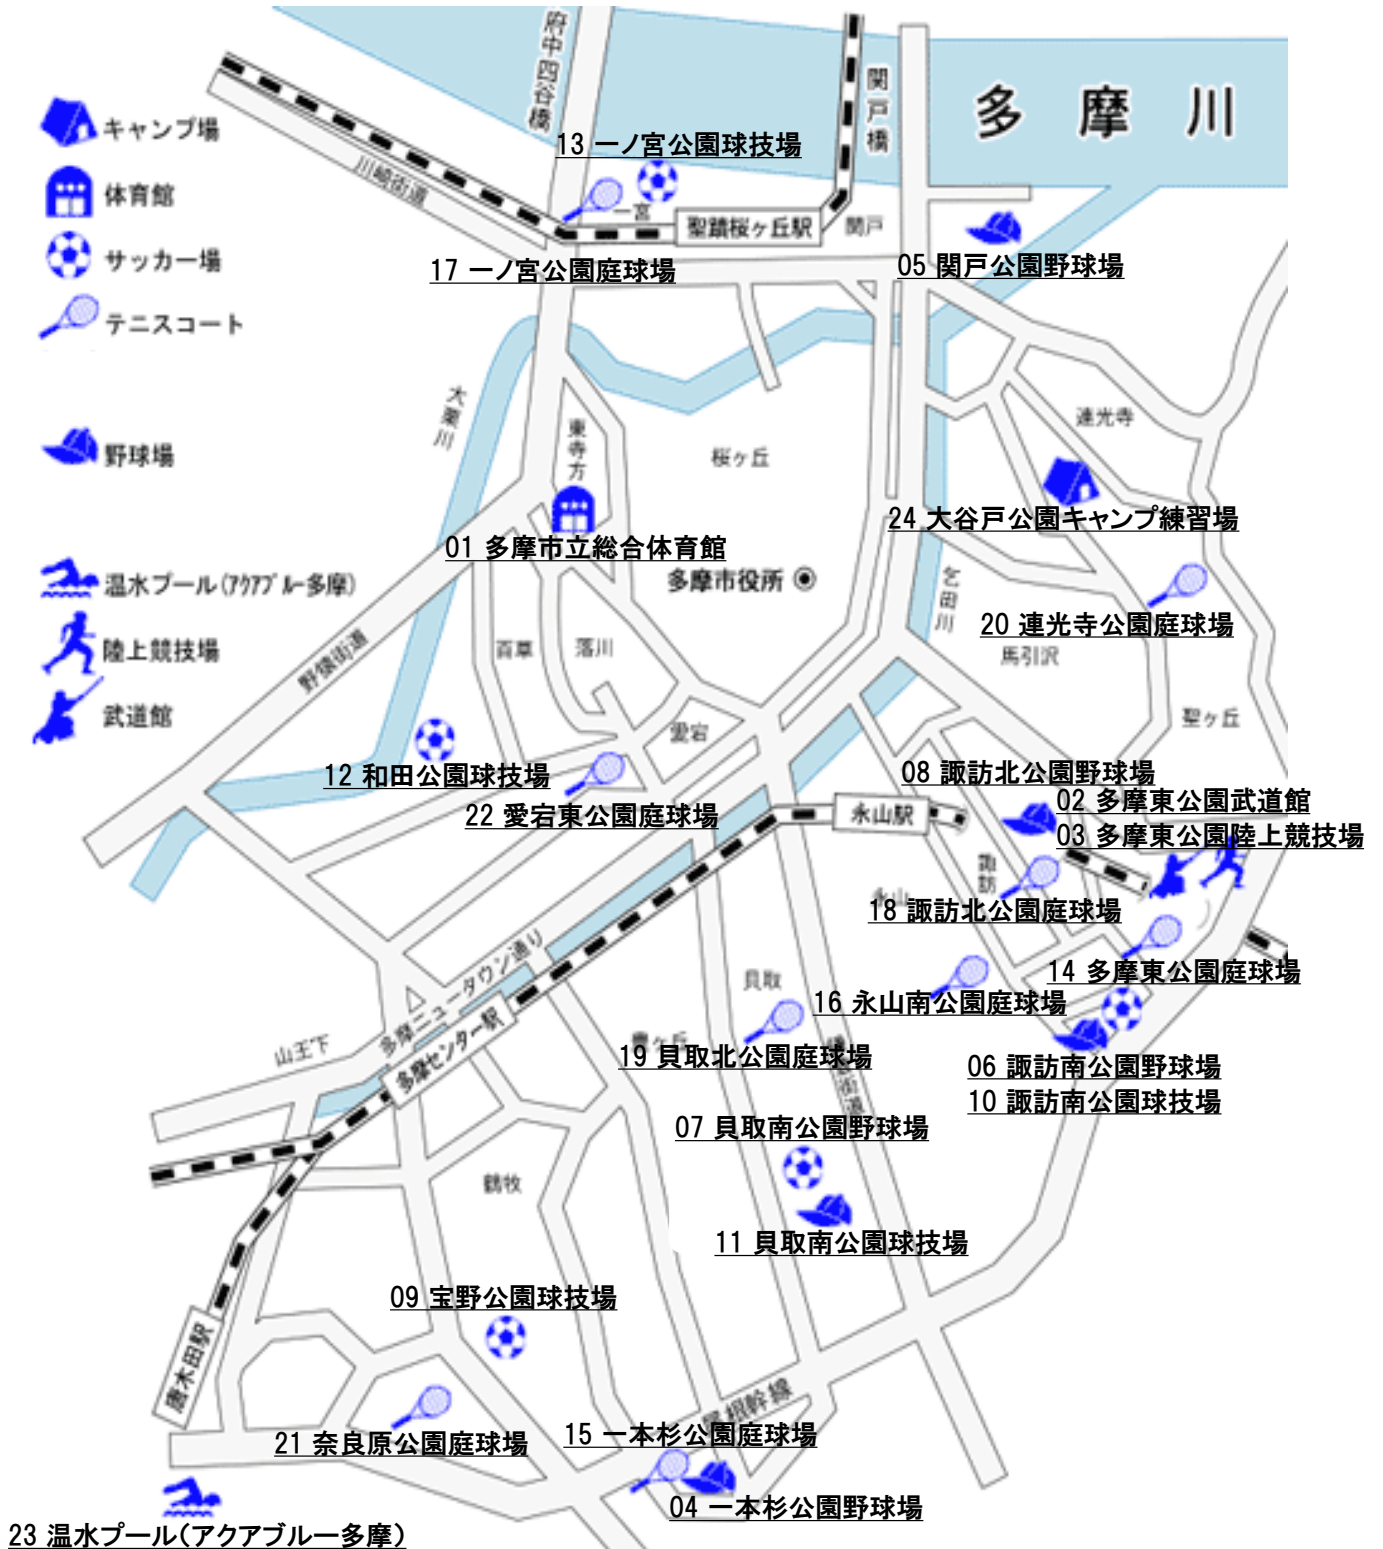 府中四谷橋
関戸橋
多摩川
キャンプ場
13 一ノ宮公園球技場
川崎街道
体育館
一宮
聖蹟桜ヶ丘駅
関戸
サッカー場
17 一ノ宮公園庭球場
05 関戸公園野球場
テニスコート
大栗川
連光寺
東寺方
桜ヶ丘
野球場
24 大谷戸公園キャンプ練習場
01 多摩市立総合体育館
多摩市役所
温水プール(アクアブルー多摩)
乞田川
20 連光寺公園庭球場
陸上競技場
百草
落川
馬引沢
野猿街道
武道館
聖ヶ丘
愛宕
12 和田公園球技場
08 諏訪北公園野球場
02 多摩東公園武道館
22 愛宕東公園庭球場
永山駅
03 多摩東公園陸上競技場
諏訪
永山
18 諏訪北公園庭球場
多摩ニュータウン通り
貝取
14 多摩東公園庭球場
16 永山南公園庭球場
山王下
多摩センター駅
豊ヶ丘
19 貝取北公園庭球場
06 諏訪南公園野球場
鎌倉街道
10 諏訪南公園球技場
07 貝取南公園野球場
鶴牧
11 貝取南公園球技場
09 宝野公園球技場
唐木田駅
尾根幹線
21 奈良原公園庭球場
15 一本杉公園庭球場
04 一本杉公園野球場
23 温水プール(アクアブルー多摩)